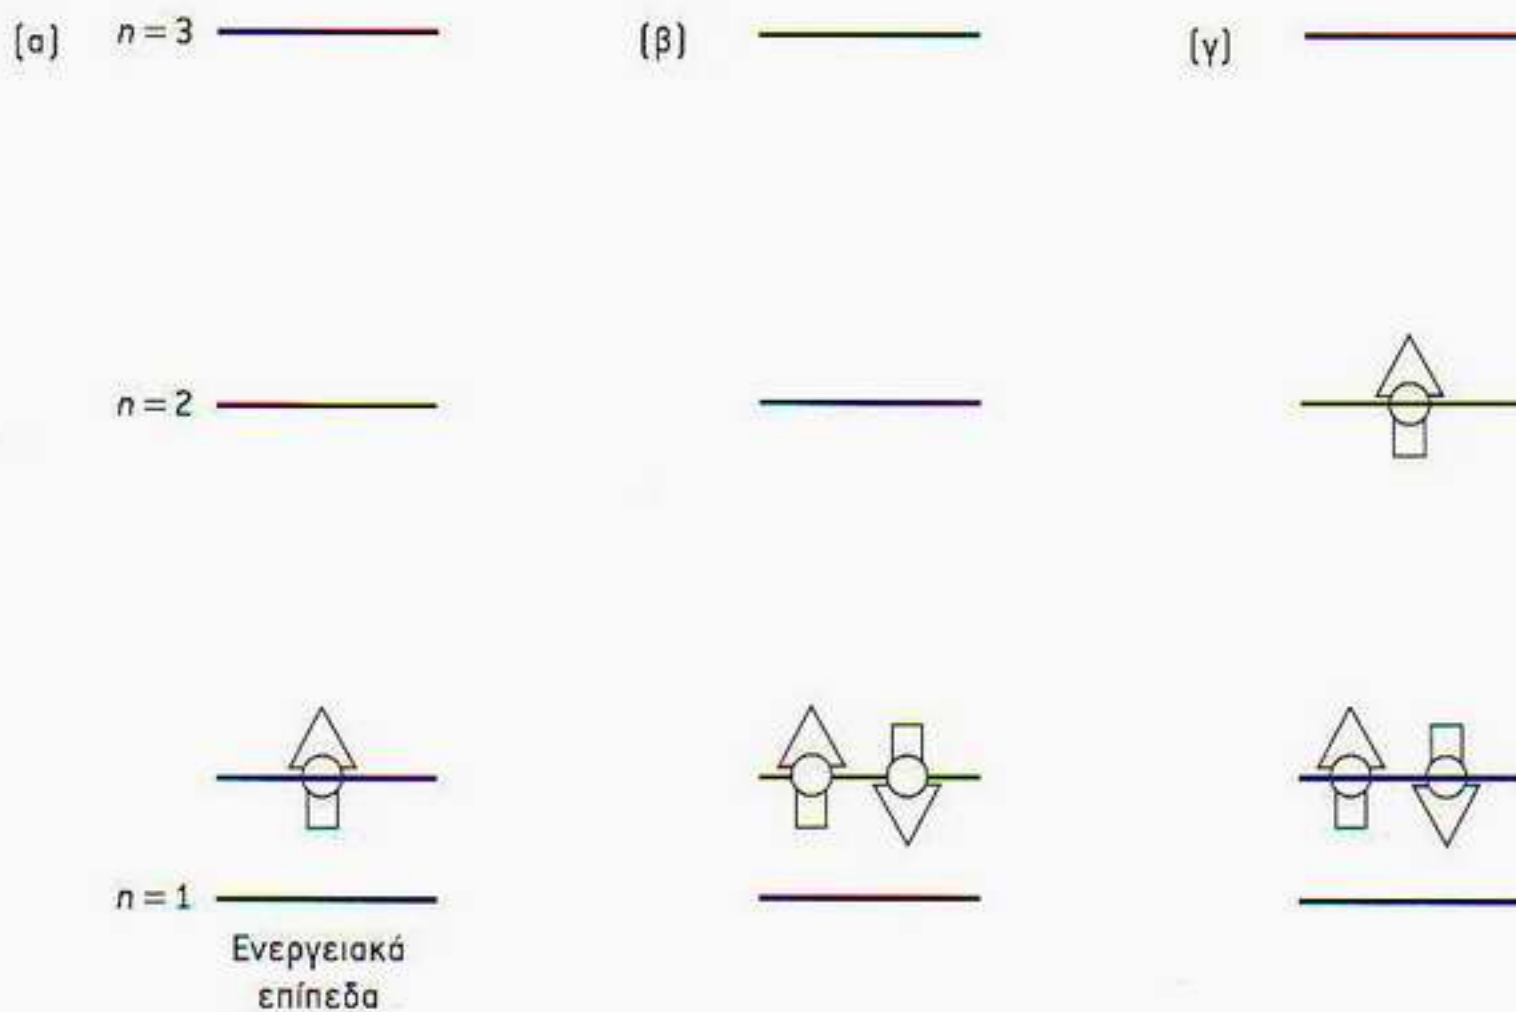 (α) n = 3 (β) (γ)
n = 2
n = 1
Ενεργειακά
επίπεδα